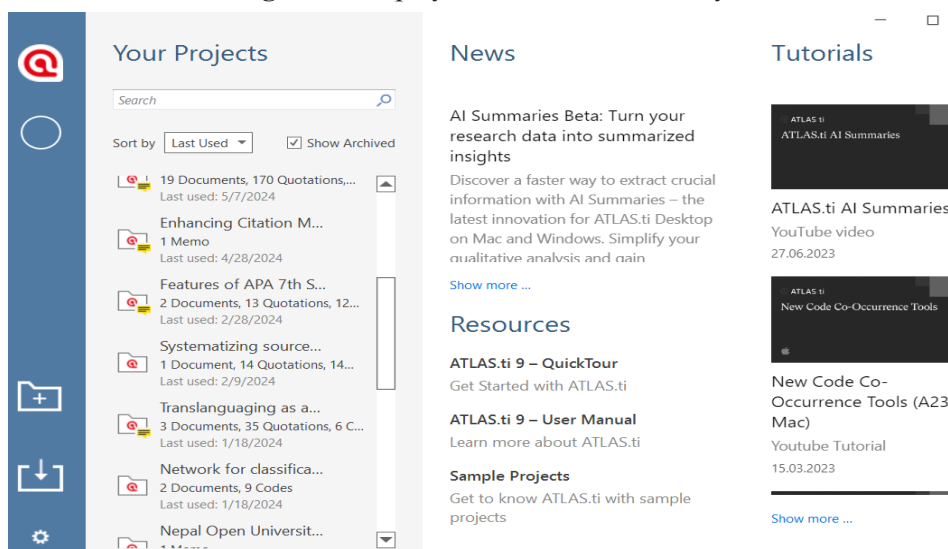 Your Projects
Search
Sort by Last Used Show Archived
19 Documents, 170 Quotations,...
Last used: 5/7/2024
Enhancing Citation M...
1 Memo
Last used: 4/28/2024
Features of APA 7th S...
2 Documents, 13 Quotations, 12...
Last used: 2/28/2024
Systematizing source...
1 Document, 14 Quotations, 14...
Last used: 2/9/2024
Translanguaging as a...
3 Documents, 35 Quotations, 6 C...
Last used: 1/18/2024
Network for classifica...
2 Documents, 9 Codes
Last used: 1/18/2024
Nepal Open Universit...
1 Memo
News
AI Summaries Beta: Turn your
research data into summarized
insights
Discover a faster way to extract crucial
information with AI Summaries – the
latest innovation for ATLAS.ti Desktop
on Mac and Windows. Simplify your
qualitative analysis and gain
Show more ...
Resources
ATLAS.ti 9 – QuickTour
Get Started with ATLAS.ti
ATLAS.ti 9 – User Manual
Learn more about ATLAS.ti
Sample Projects
Get to know ATLAS.ti with sample
projects
Tutorials
ATLAS ti
ATLAS.ti AI Summaries
ATLAS.ti AI Summaries
YouTube video
27.06.2023
ATLAS ti
New Code Co-Occurrence Tools
New Code Co-
Occurrence Tools (A23
Mac)
Youtube Tutorial
15.03.2023
Show more ...